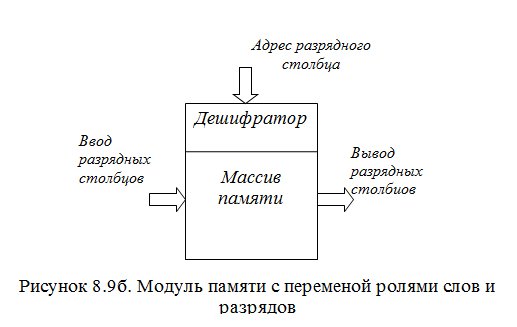 Адрес разрядного
столбца
Дешифратор
Ввод
разрядных
столбцов
Массив
памяти
Вывод
разрядных
столбиов
Рисунок 8.9б. Модуль памяти с переменой ролями слов и
разрядов